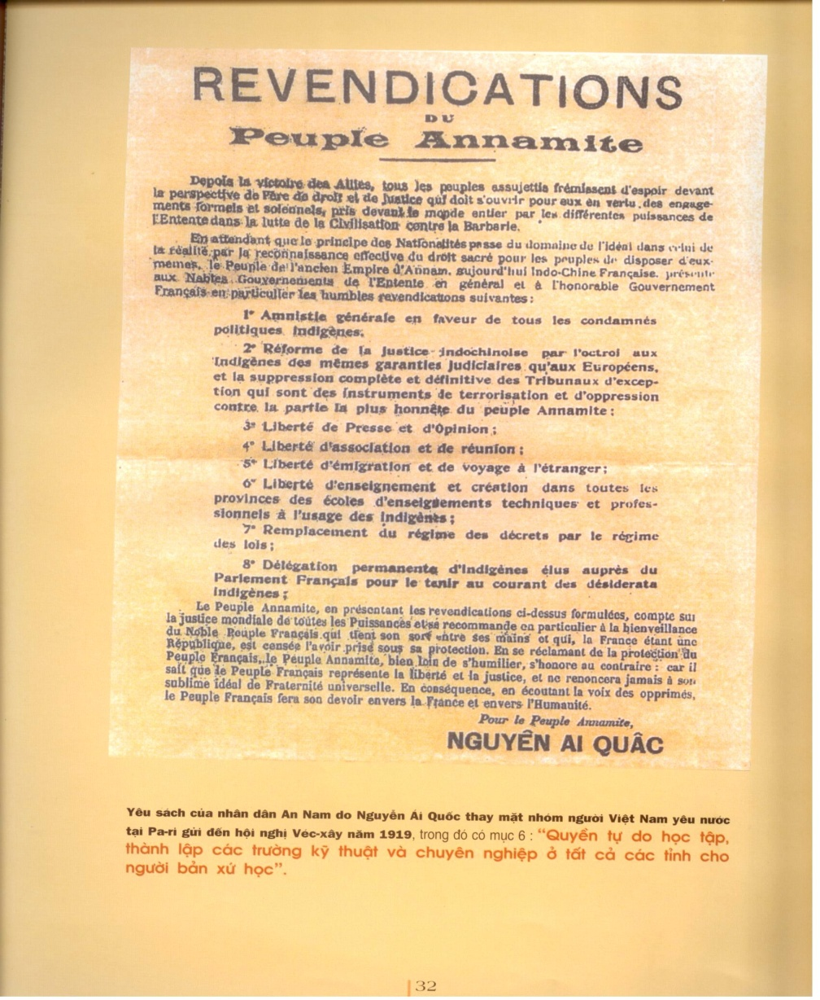 REVENDICATIONS
DU
Peuple Annamite
Depuis la victoire des Alliés, tous les peuples assujettis frémissent d'espoir devant
la perspective de l'ère de droit et de justice qui doit s'ouvrir pour eux en vertu des engage-
ments formels et solennels, pris devant le monde entier par les différentes puissances de
l'Entente dans la lutte de la Civilisation contre la Barbarie.
En attendant que le principe des Nationalités passe du domaine de l'idéal dans celui de
la réalité par la reconnaissance effective du droit sacré pour les peuples de disposer d'eux-
mêmes, le Peuple de l'ancien Empire d'Annam, aujourd'hui Indo-Chine Française, présente
aux Nobles Gouvernements de l'Entente en général et à l'honorable Gouvernement
Français en particulier les humbles revendications suivantes :
1° Amnistie générale en faveur de tous les condamnés
politiques indigènes.
2° Réforme de la justice indochinoise par l'octroi aux
Indigènes des mêmes garanties judiciaires qu'aux Européens,
et la suppression complète et définitive des Tribunaux d'excep-
tion qui sont des instruments de terrorisation et d'oppression
contre la partie la plus honnête du peuple Annamite ;
3° Liberté de Presse et d'Opinion ;
4° Liberté d'association et de réunion ;
5° Liberté d'émigration et de voyage à l'étranger ;
6° Liberté d'enseignement et création dans toutes les
provinces des écoles d'enseignements techniques et profes-
sionnels à l'usage des indigènes ;
7° Remplacement du régime des décrets par le régime
des lois ;
8° Délégation permanente d'indigènes élus auprès du
Parlement Français pour le tenir au courant des désiderata
indigènes ;
Le Peuple Annamite, en présentant les revendications ci-dessus formulées, compte sur
la justice mondiale de toutes les Puissances et se recommande en particulier à la bienveillance
du Noble Peuple Français qui tient son sort entre ses mains et qui, la France étant une
République, est censée l'avoir prise sous sa protection. En se réclamant de la protection du
Peuple Français, le Peuple Annamite, bien loin de s'humilier, s'honore au contraire : car il
sait que le Peuple Français représente la liberté et la justice, et ne renoncera jamais à son
sublime idéal de Fraternité universelle. En conséquence, en écoutant la voix des opprimés,
le Peuple Français fera son devoir envers la France et envers l'Humanité.
Pour le Peuple Annamite,
NGUYÊN AI QUÂC
Yêu sách của nhân dân An Nam do Nguyễn Ái Quốc thay mặt nhóm người Việt Nam yêu nước
tại Pa-ri gửi đến hội nghị Véc-xây năm 1919, trong đó có mục 6 : "Quyền tự do học tập,
thành lập các trường kỹ thuật và chuyên nghiệp ở tất cả các tỉnh cho
người bản xứ học".
32